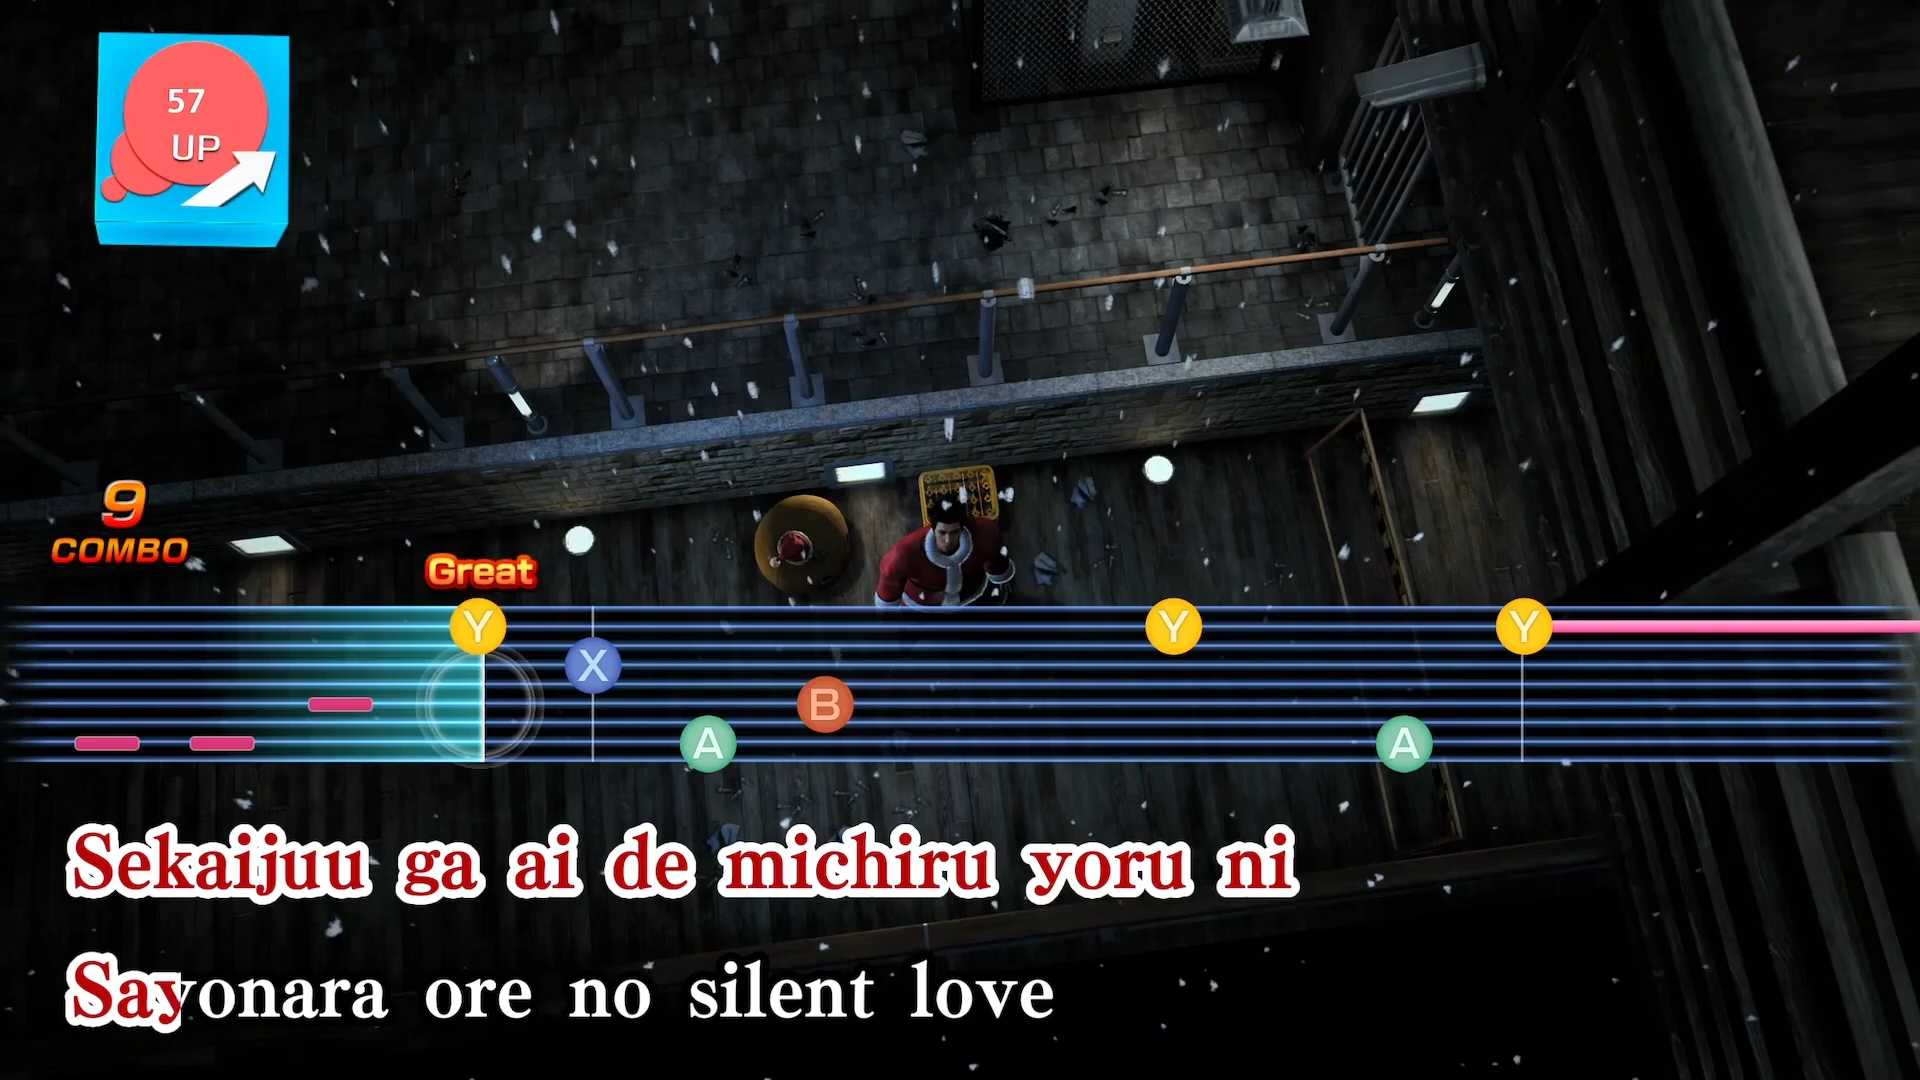 57
UP
9
COMBO
Great
Y
X
A
B
Y
A
Y
Sekaijuu ga ai de michiru yoru ni
Sayonara ore no silent love